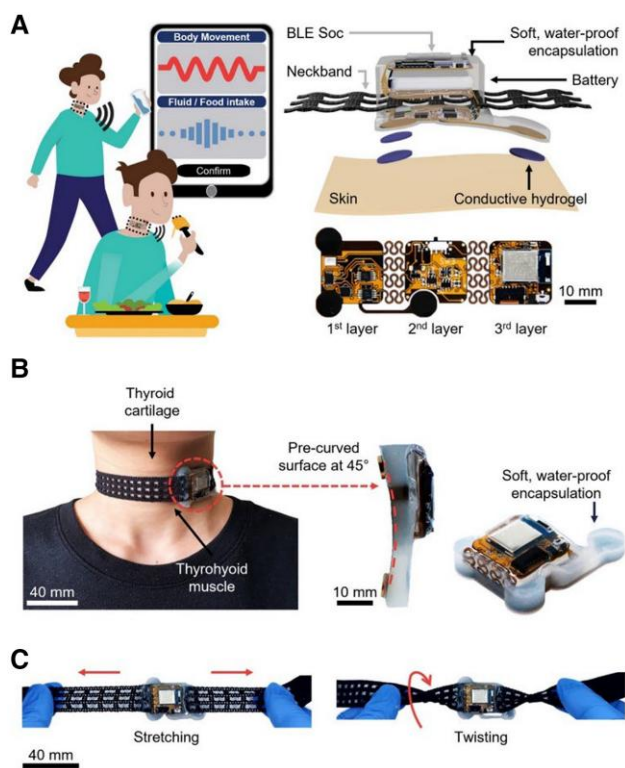 A
Body Movement
Fluid / Food intake
Confirm
BLE Soc
Soft, water-proof
encapsulation
Neckband
Battery
Skin
Conductive hydrogel
1st layer
2nd layer
3rd layer
10 mm
B
Thyroid
cartilage
Pre-curved
surface at 45°
Soft, water-proof
encapsulation
Thyrohyoid
muscle
40 mm
10 mm
C
Stretching
Twisting
40 mm